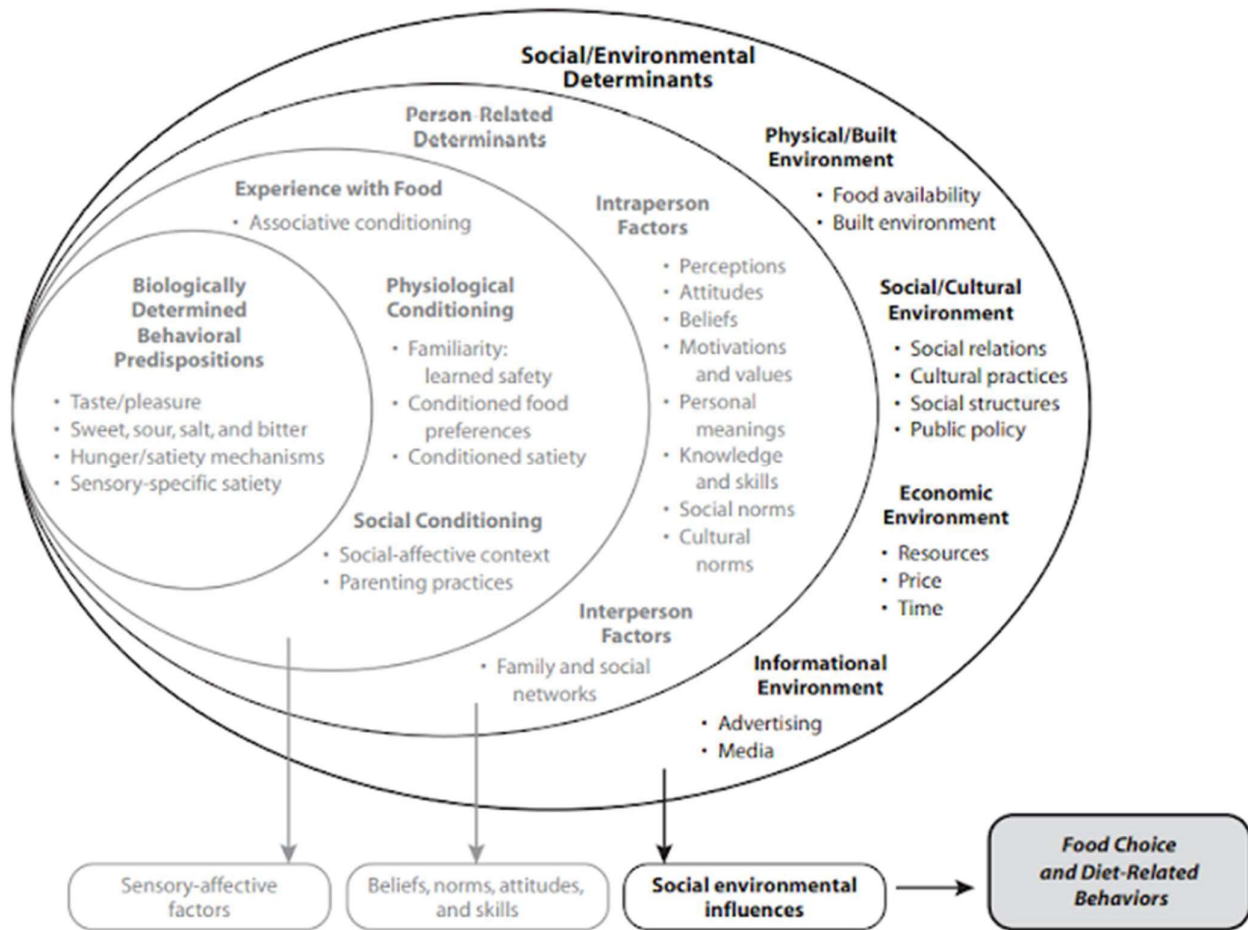 Social/Environmental
Determinants
Person-Related
Determinants
Physical/Built
Environment
• Food availability
• Built environment
Experience with Food
• Associative conditioning
Intraperson
Factors
• Perceptions
• Attitudes
• Beliefs
• Motivations
and values
• Personal
meanings
• Knowledge
and skills
• Social norms
• Cultural
norms
Biologically
Determined
Behavioral
Predispositions
• Taste/pleasure
• Sweet, sour, salt, and bitter
• Hunger/satiety mechanisms
• Sensory-specific satiety
Physiological
Conditioning
• Familiarity:
learned safety
• Conditioned food
preferences
• Conditioned satiety
Social/Cultural
Environment
• Social relations
• Cultural practices
• Social structures
• Public policy
Social Conditioning
• Social-affective context
• Parenting practices
Economic
Environment
• Resources
• Price
• Time
Interperson
Factors
• Family and social
networks
Informational
Environment
• Advertising
• Media
Sensory-affective
factors
Beliefs, norms, attitudes,
and skills
Social environmental
influences
Food Choice
and Diet-Related
Behaviors